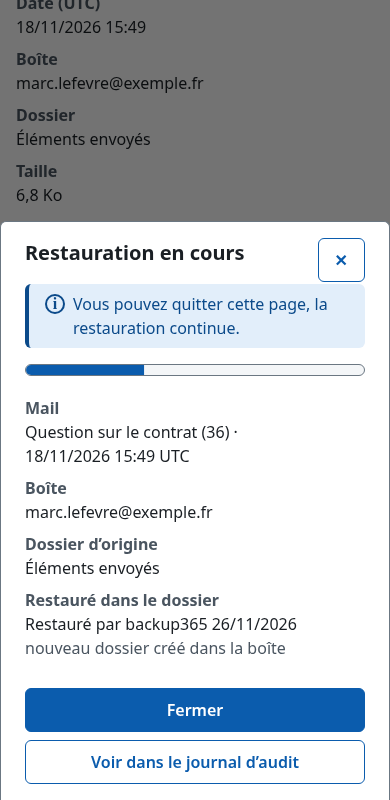 Date (UTC)
18/11/2026 15:49
Boîte
marc.lefevre@exemple.fr
Dossier
Éléments envoyés
Taille
6,8 Ko
Restauration en cours
×
Vous pouvez quitter cette page, la
restauration continue.
Mail
Question sur le contrat (36) ·
18/11/2026 15:49 UTC
Boîte
marc.lefevre@exemple.fr
Dossier d’origine
Éléments envoyés
Restauré dans le dossier
Restauré par backup365 26/11/2026
nouveau dossier créé dans la boîte
Fermer
Voir dans le journal d’audit